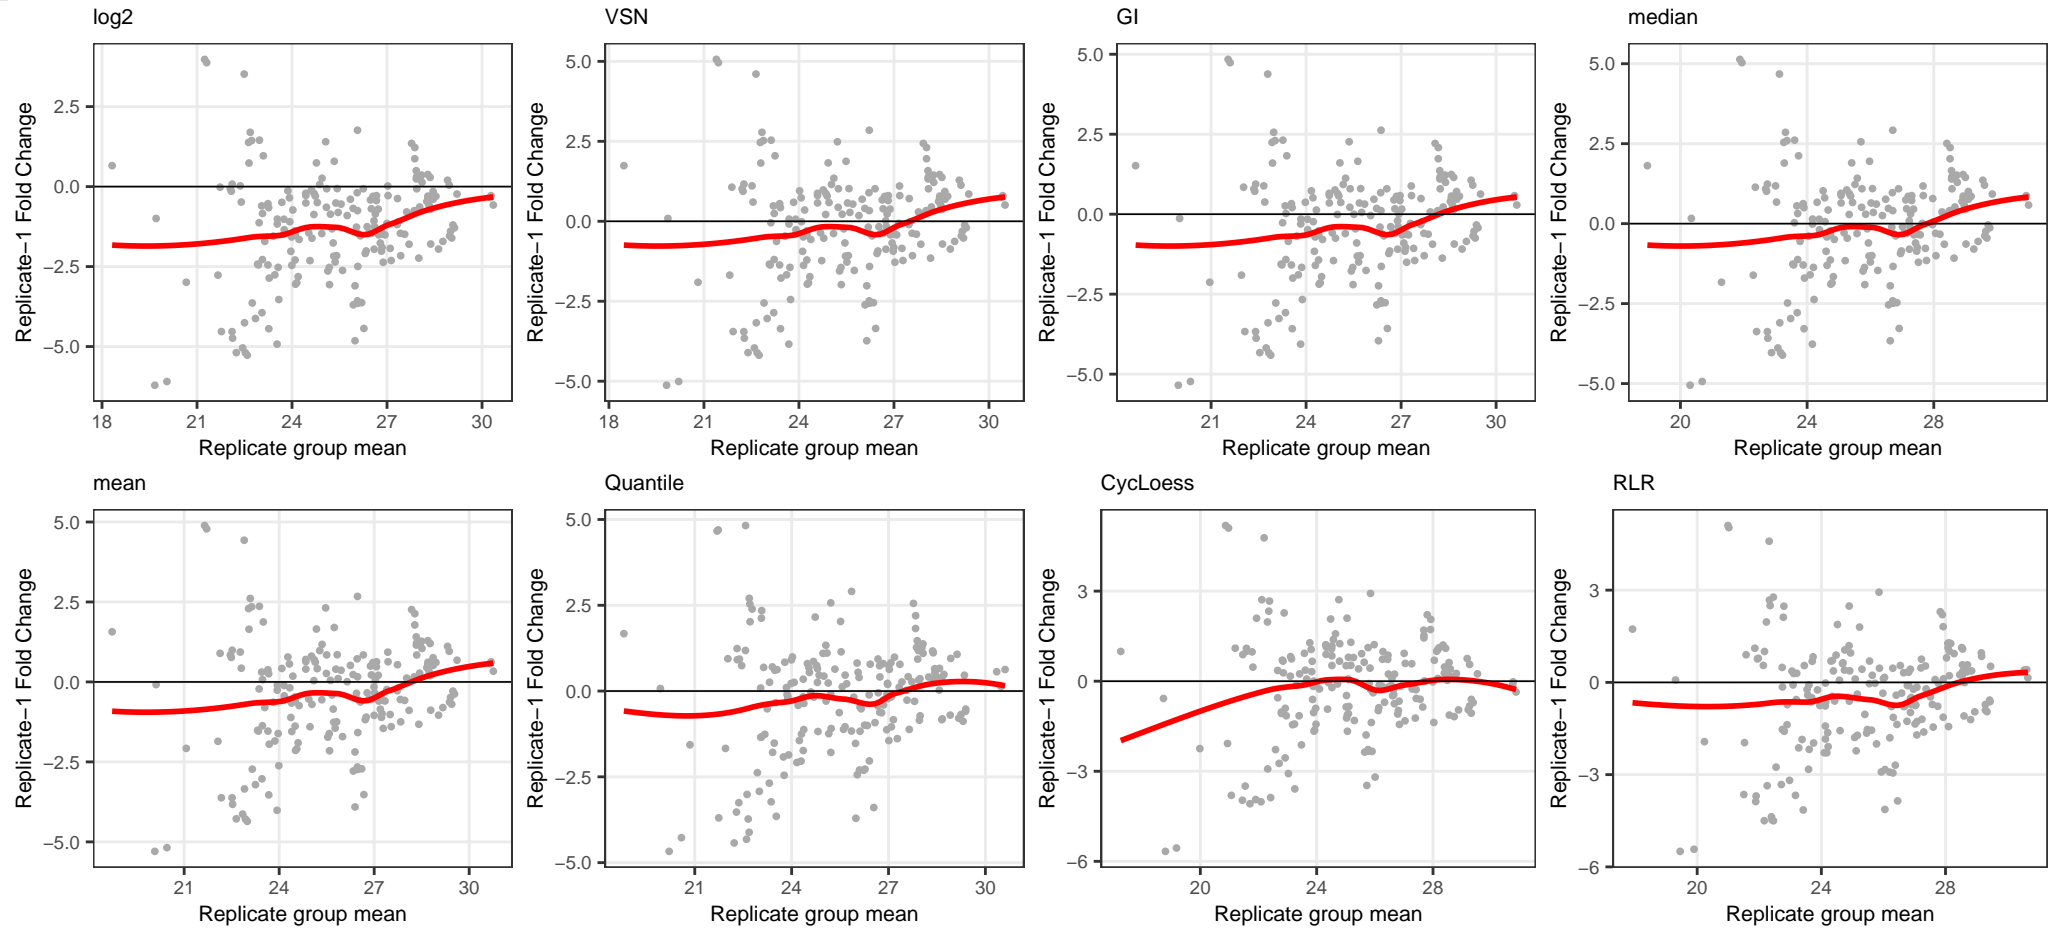 log2
VSN
GI
median
Replicate−1 Fold Change
2.5
0.0
−2.5
−5.0
18
21
24
27
30
Replicate group mean
Replicate−1 Fold Change
5.0
2.5
0.0
−2.5
−5.0
18
21
24
27
30
Replicate group mean
Replicate−1 Fold Change
5.0
2.5
0.0
−2.5
−5.0
21
24
27
30
Replicate group mean
Replicate−1 Fold Change
5.0
2.5
0.0
−2.5
−5.0
20
24
28
Replicate group mean
mean
Quantile
CycLoess
RLR
Replicate−1 Fold Change
5.0
2.5
0.0
−2.5
−5.0
21
24
27
30
Replicate group mean
Replicate−1 Fold Change
5.0
2.5
0.0
−2.5
−5.0
21
24
27
30
Replicate group mean
Replicate−1 Fold Change
3
0
−3
−6
20
24
28
Replicate group mean
Replicate−1 Fold Change
3
0
−3
−6
20
24
28
Replicate group mean